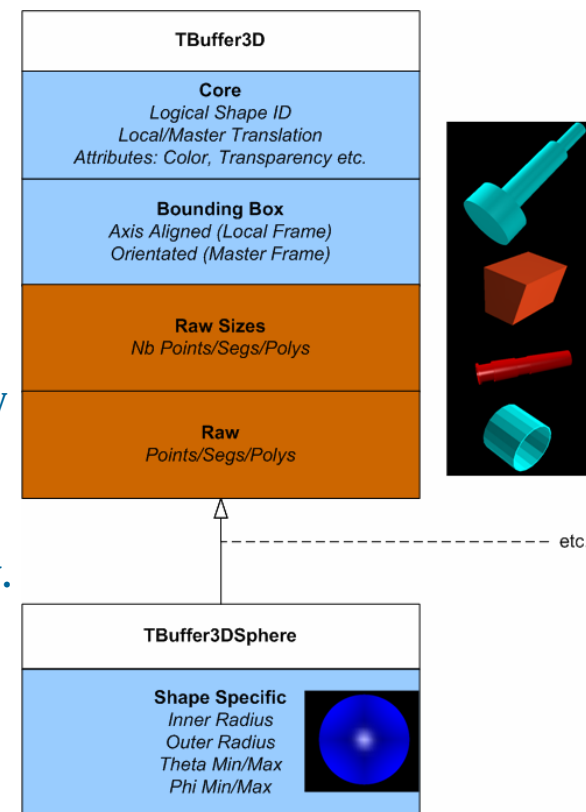 TBuffer3D
Core
Logical Shape ID
Local/Master Translation
Attributes: Color, Transparency etc.
Bounding Box
Axis Aligned (Local Frame)
Orientated (Master Frame)
Raw Sizes
Nb Points/Segs/Polys
Raw
Points/Segs/Polys
etc
TBuffer3DSphere
Shape Specific
Inner Radius
Outer Radius
Theta Min/Max
Phi Min/Max